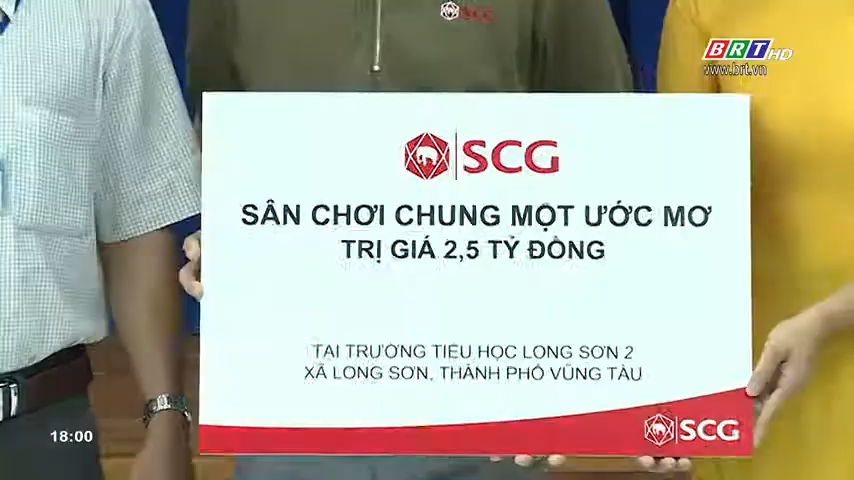 SCG
BRT HD
www.brt.vn
SCG
SÂN CHƠI CHUNG MỘT ƯỚC MƠ
TRỊ GIÁ 2,5 TỶ ĐỒNG
TẠI TRƯỜNG TIỂU HỌC LONG SƠN 2
XÃ LONG SƠN, THÀNH PHỐ VŨNG TÀU
SCG
18:00